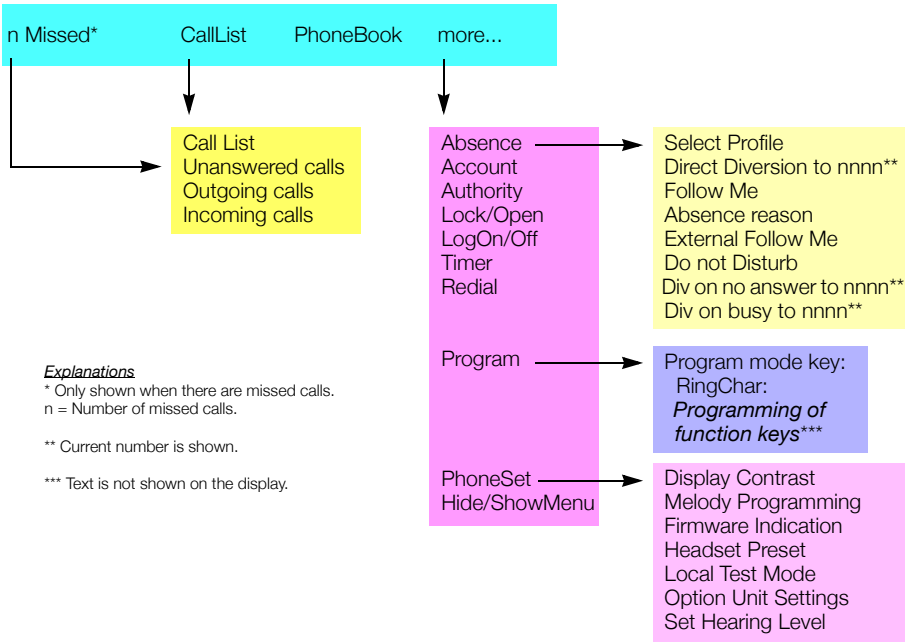 n Missed* CallList PhoneBook more...
Call List
Unanswered calls
Outgoing calls
Incoming calls
Absence
Account
Authority
Lock/Open
LogOn/Off
Timer
Redial
Program
PhoneSet
Hide/ShowMenu
Select Profile
Direct Diversion to nnnn**
Follow Me
Absence reason
External Follow Me
Do not Disturb
Div on no answer to nnnn**
Div on busy to nnnn**
Program mode key:
RingChar:
Programming of
function keys***
Display Contrast
Melody Programming
Firmware Indication
Headset Preset
Local Test Mode
Option Unit Settings
Set Hearing Level
Explanations
* Only shown when there are missed calls.
n = Number of missed calls.
** Current number is shown.
*** Text is not shown on the display.